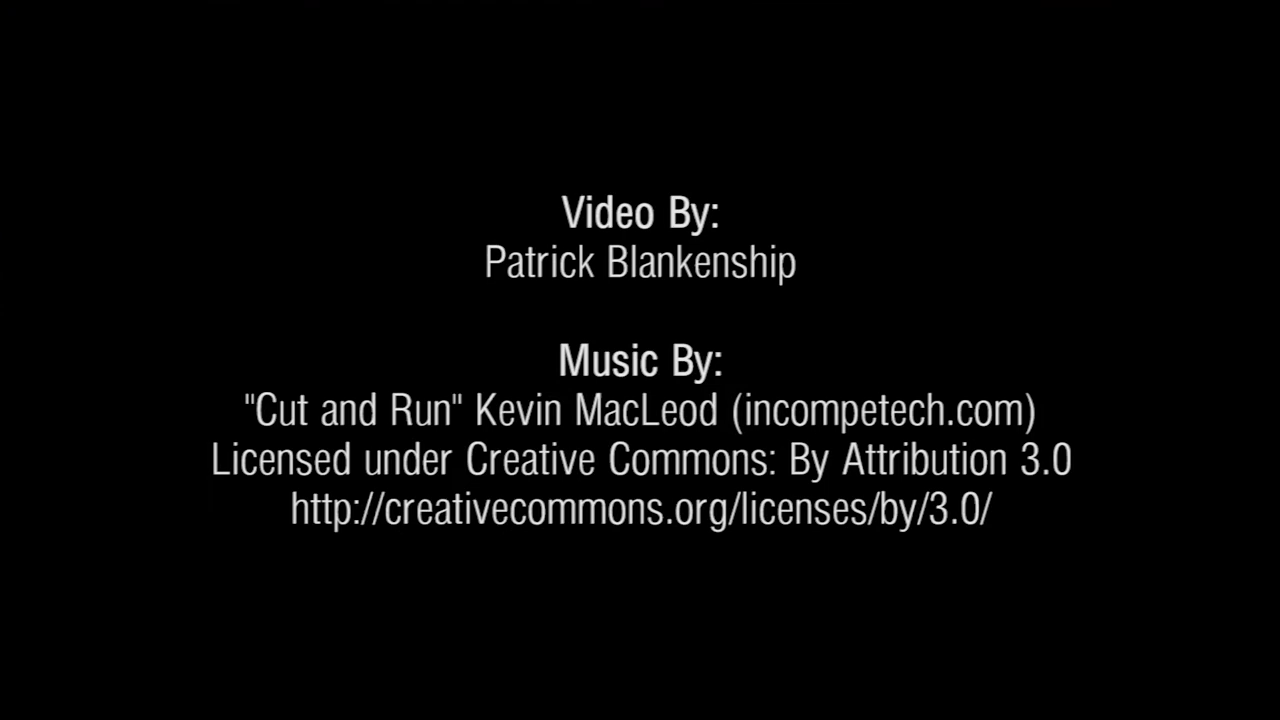 Video By:
Patrick Blankenship
Music By:
"Cut and Run" Kevin MacLeod (incompetech.com)
Licensed under Creative Commons: By Attribution 3.0
http://creativecommons.org/licenses/by/3.0/